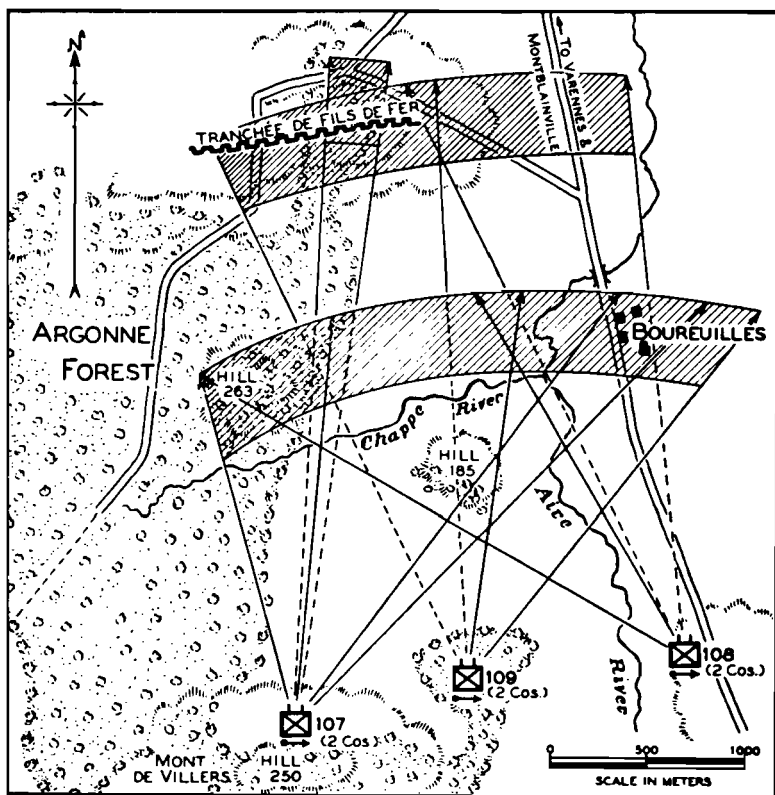 N
TO VARENNES &
MONTBLAINVILLE
TRANCHÉE DE FILS DE FER
ARGONNE
FOREST
BOUREUILLES
HILL
263
Chappe River
HILL
185
Aire
River
108
(2 COS.)
109
(2 COS.)
107
(2 COS.)
MONT
DE VILLERS
HILL
250
0 500 1000
SCALE IN METERS